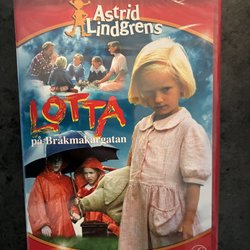 Astrid
Lindgrens
LOTTA
på Bråkmakargatan